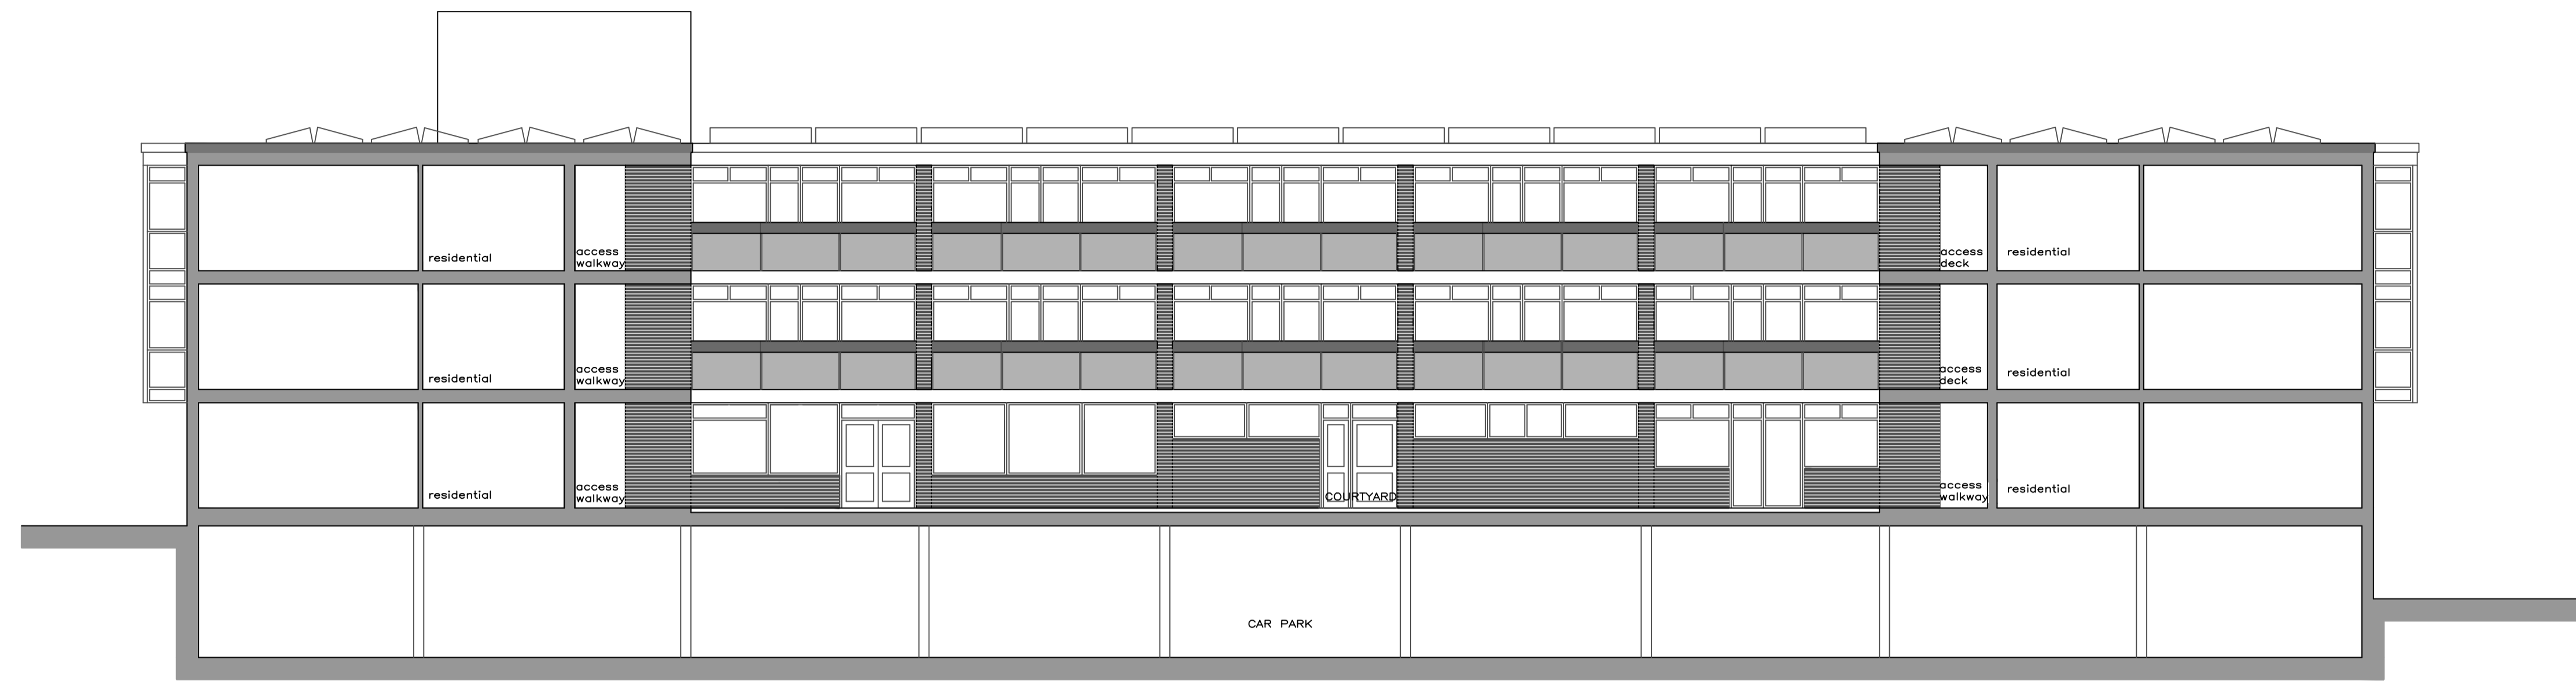 residential
access
walkway
access
deck
residential
residential
access
walkway
access
deck
residential
residential
access
walkway
COURTYARD
access
walkway
residential
CAR PARK